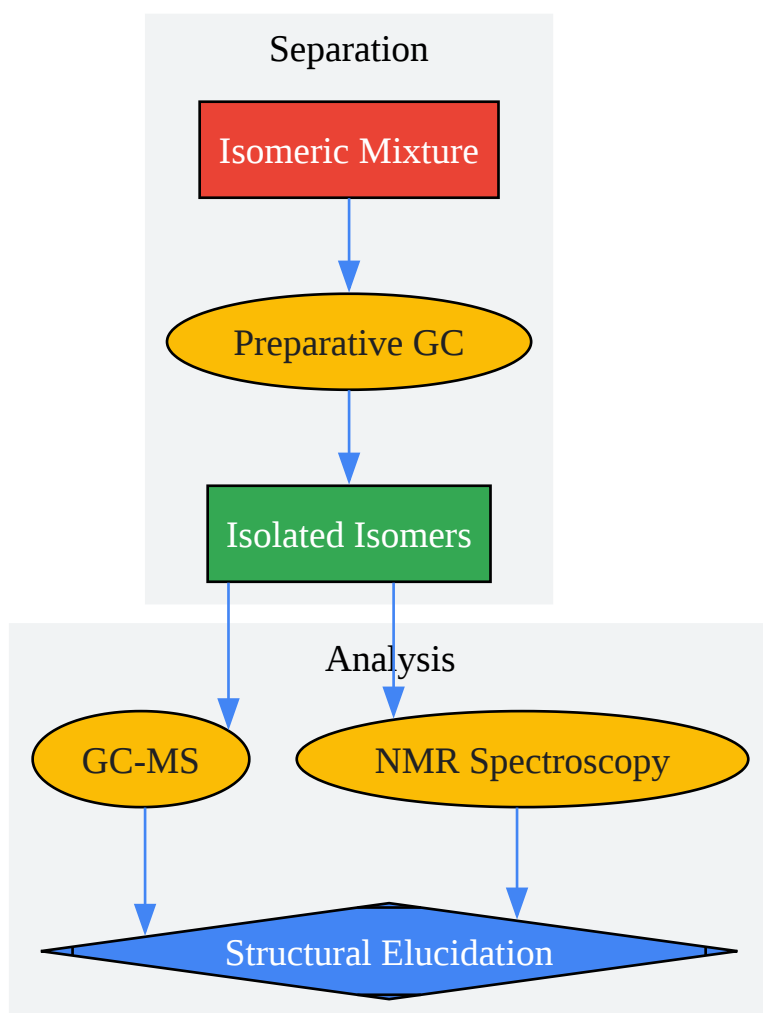 Separation
Isomeric Mixture
Preparative GC
Isolated Isomers
Analysis
GC-MS
NMR Spectroscopy
Structural Elucidation